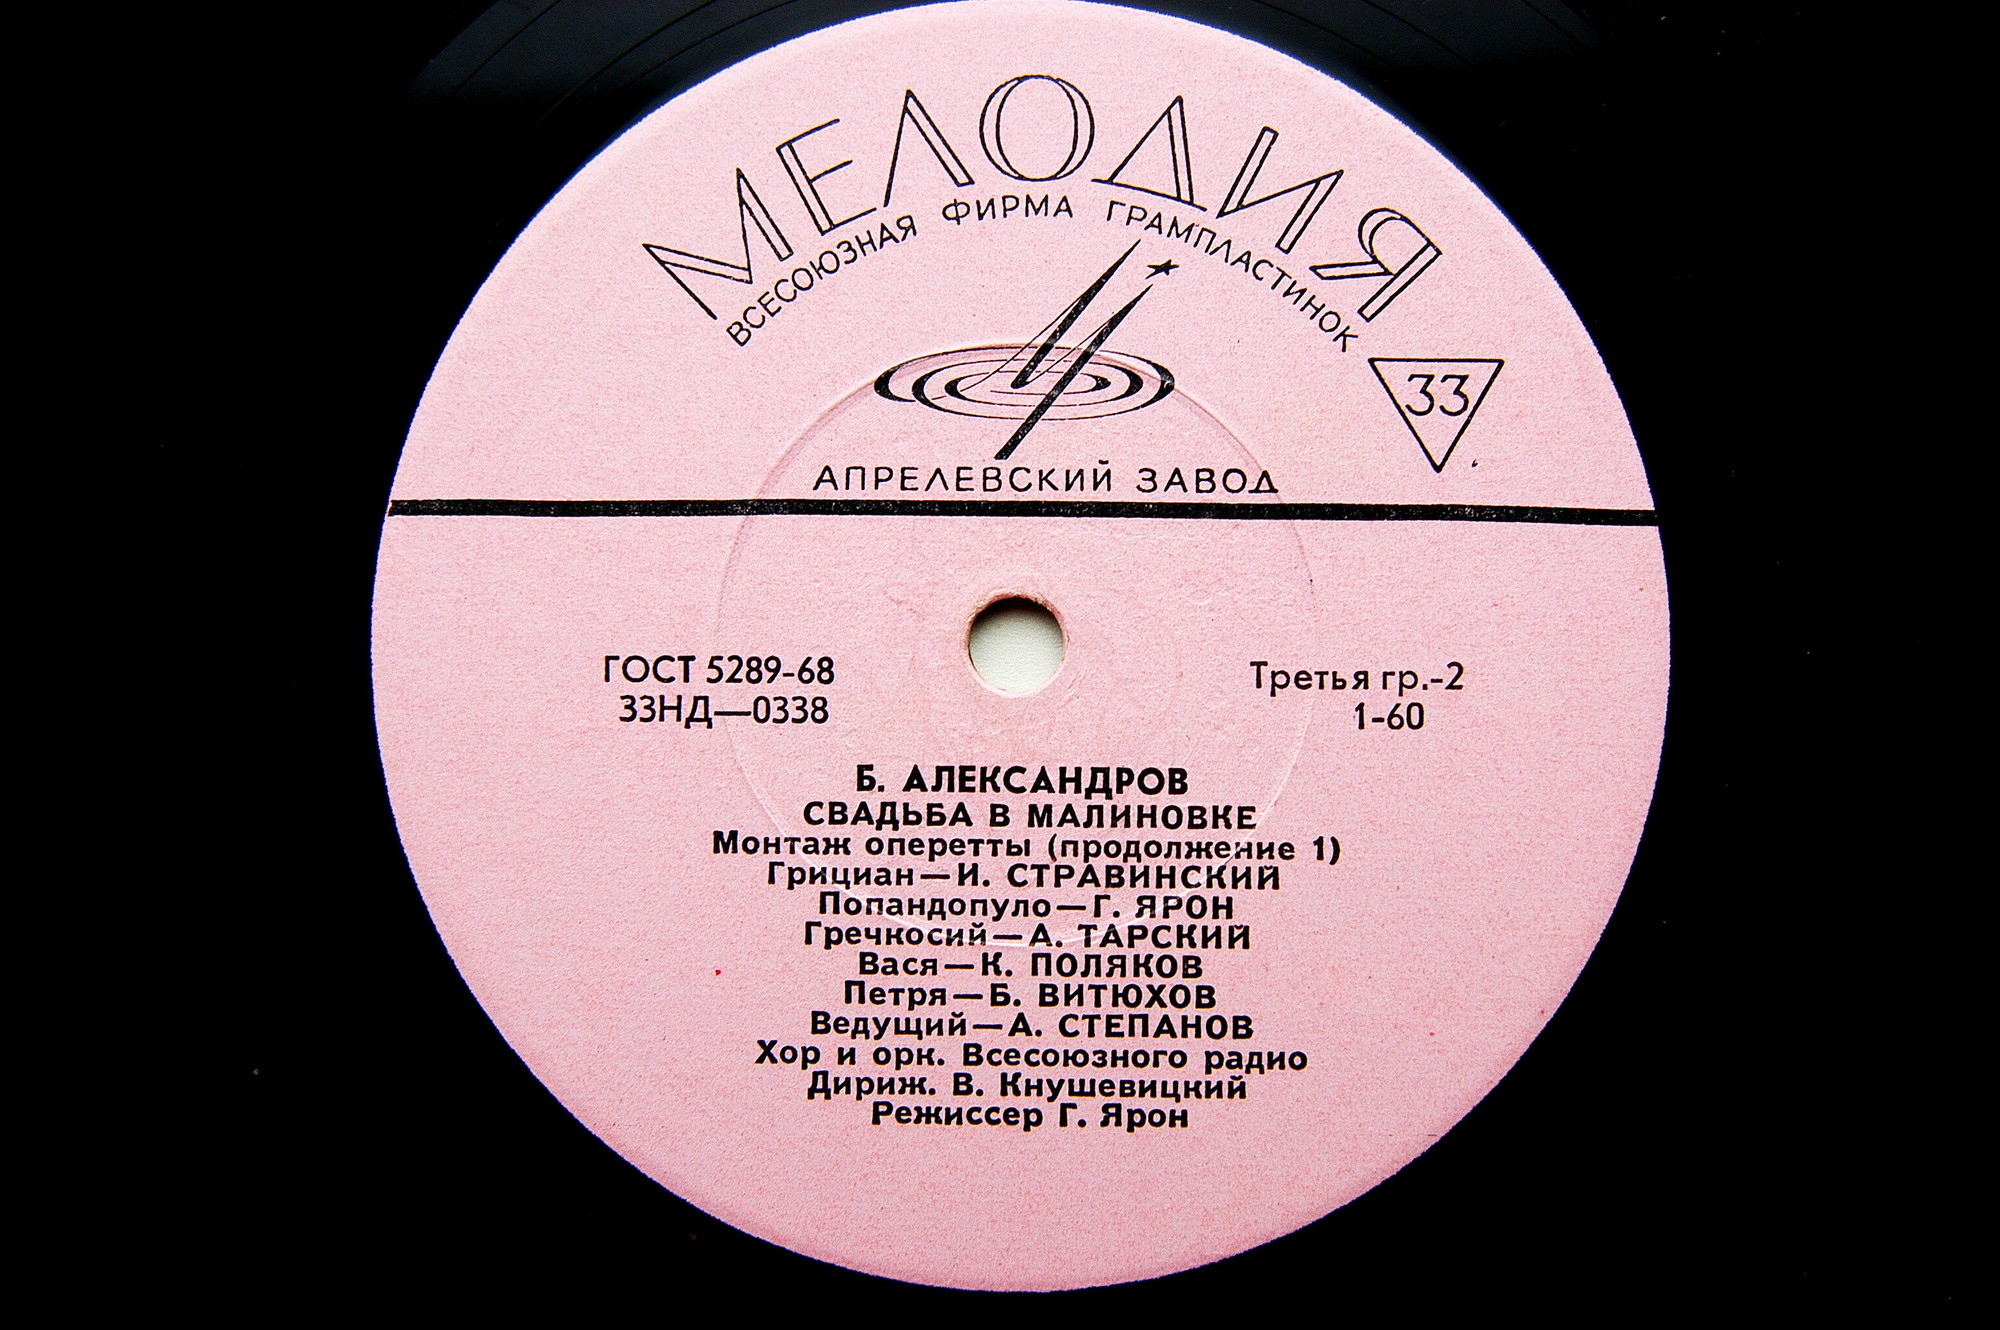 МЕЛОДИЯ
ВСЕСОЮЗНАЯ ФИРМА ГРАМПЛАСТИНОК
33
АПРЕЛЕВСКИЙ ЗАВОД
ГОСТ 5289-68
33НД—0338
Третья гр.-2
1-60
Б. АЛЕКСАНДРОВ
СВАДЬБА В МАЛИНОВКЕ
Монтаж оперетты (продолжение 1)
Грициан—И. СТРАВИНСКИЙ
Попандопуло—Г. ЯРОН
Гречкосий—А. ТАРСКИЙ
Вася—К. ПОЛЯКОВ
Петря—Б. ВИТЮХОВ
Ведущий—А. СТЕПАНОВ
Хор и орк. Всесоюзного радио
Дириж. В. Кнушевицкий
Режиссер Г. Ярон